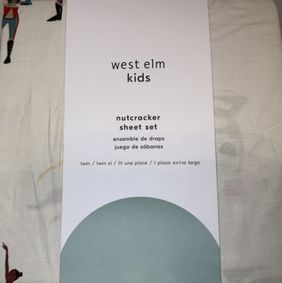 west elm
kids
nutcracker
sheet set
ensemble de draps
juego de sábanas
twin / twin xl / lit une place / 1 plaza extra largo